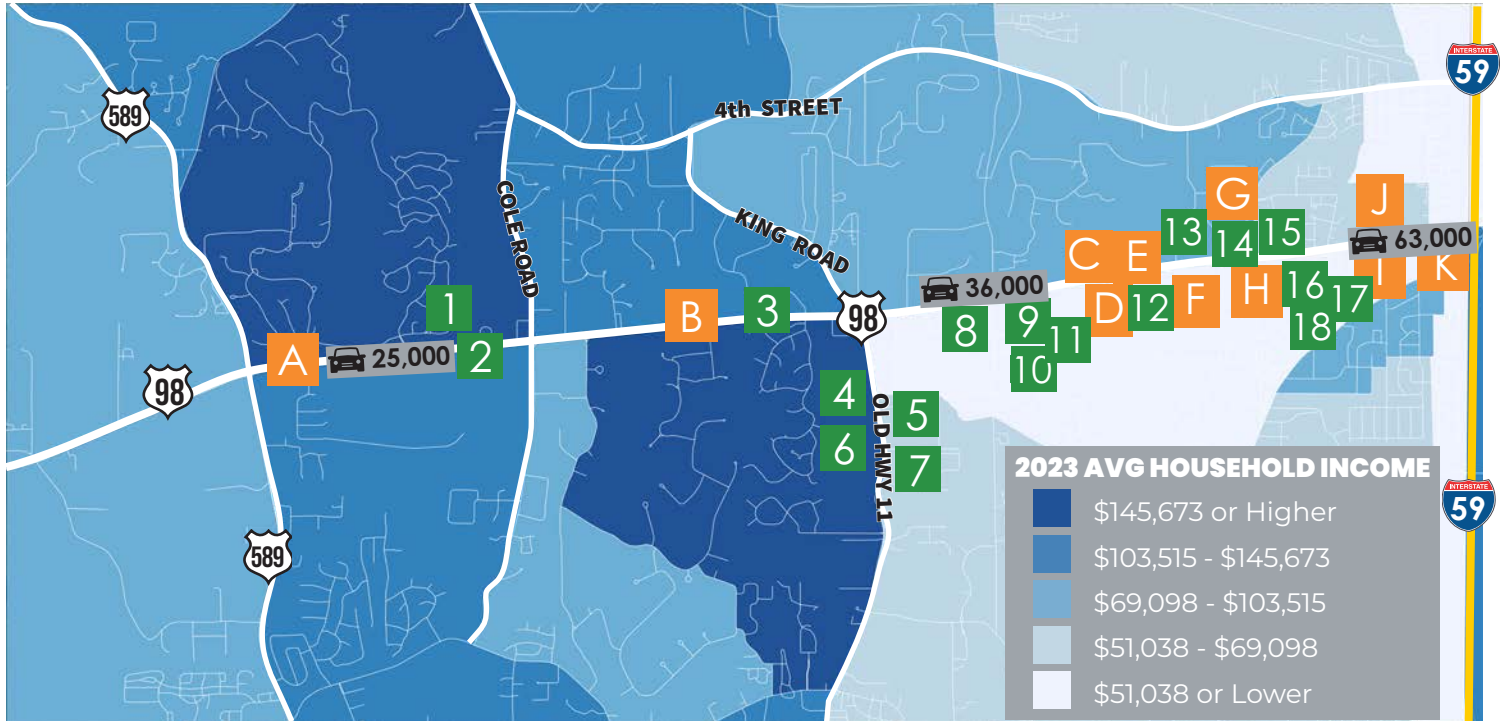 INTERSTATE
59
589
4th STREET
COLE ROAD
KING ROAD
G
J
13
14
15
63,000
C
E
I
K
36,000
16
17
H
F
D
12
18
1
B
3
98
8
9
11
10
A
25,000
2
98
4
5
OLD HWY 11
6
7
2023 AVG HOUSEHOLD INCOME
$145,673 or Higher
$103,515 - $145,673
$69,098 - $103,515
$51,038 - $69,098
$51,038 or Lower
INTERSTATE
59
589